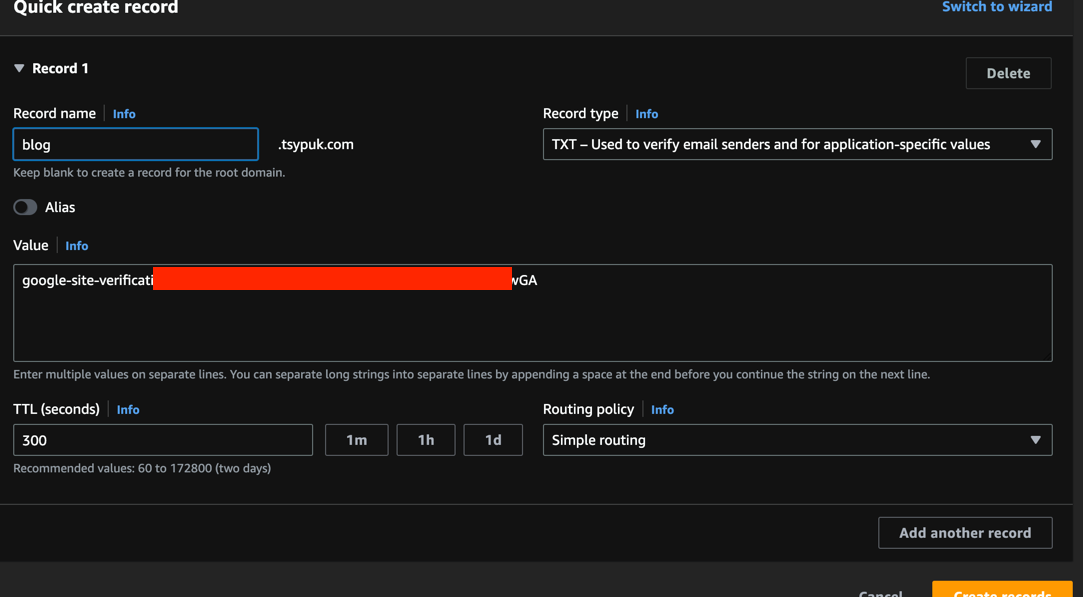 Quick create record
Switch to wizard
Record 1
Delete
Record name
Info
Record type
Info
blog
.tsypuk.com
TXT – Used to verify email senders and for application-specific values
Keep blank to create a record for the root domain.
Alias
Value
Info
google-site-verificati
wGA
Enter multiple values on separate lines. You can separate long strings into separate lines by appending a space at the end before you continue the string on the next line.
TTL (seconds)
Info
Routing policy
Info
300
1m
1h
1d
Simple routing
Recommended values: 60 to 172800 (two days)
Add another record
Cancel
Create records